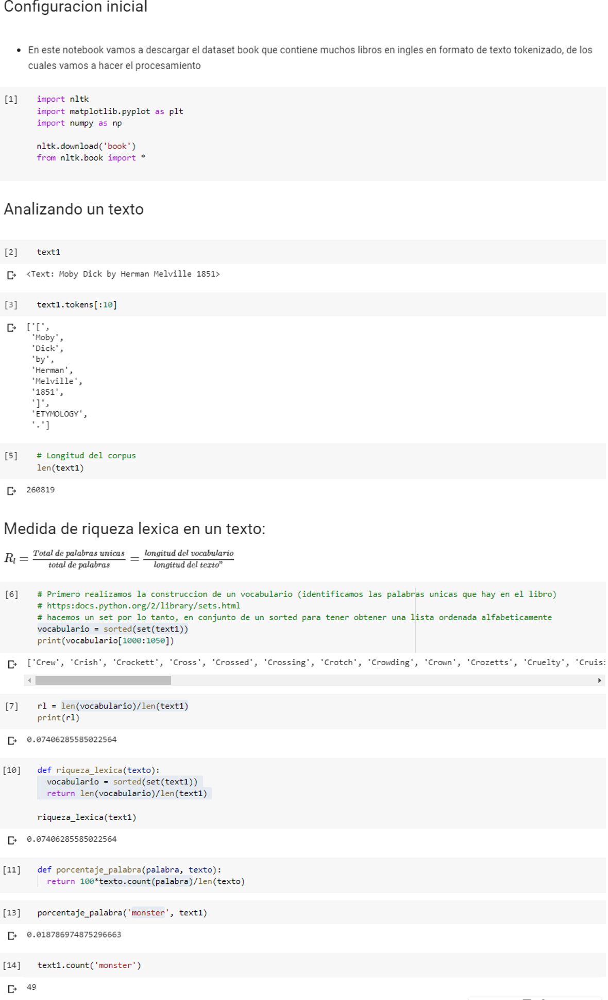 Configuracion inicial
• En este notebook vamos a descargar el dataset book que contiene muchos libros en ingles en formato de texto tokenizado, de los
cuales vamos a hacer el procesamiento
[1] import nltk
import matplotlib.pyplot as plt
import numpy as np
nltk.download('book')
from nltk.book import *
Analizando un texto
[2] text1
<Text: Moby Dick by Herman Melville 1851>
[3] text1.tokens[:10]
['[',
'Moby',
'Dick',
'by',
'Herman',
'Melville',
'1851',
']',
'ETYMOLOGY',
'.']
[5] # Longitud del corpus
len(text1)
260819
Medida de riqueza lexica en un texto:
Rl = Total de palabras unicas / total de palabras = longitud del vocabulario / longitud del texto”
[6] # Primero realizamos la construccion de un vocabulario (identificamos las palabras unicas que hay en el libro)
# https:docs.python.org/2/library/sets.html
# hacemos un set por lo tanto, en conjunto de un sorted para tener obtener una lista ordenada alfabeticamente
vocabulario = sorted(set(text1))
print(vocabulario[1000:1050])
['Crew', 'Crish', 'Crockett', 'Cross', 'Crossed', 'Crossing', 'Crotch', 'Crowding', 'Crown', 'Crozetts', 'Cruelty', 'Cruisi
[7] rl = len(vocabulario)/len(text1)
print(rl)
0.07406285585022564
[10] def riqueza_lexica(texto):
vocabulario = sorted(set(text1))
return len(vocabulario)/len(text1)
riqueza_lexica(text1)
0.07406285585022564
[11] def porcentaje_palabra(palabra, texto):
return 100*texto.count(palabra)/len(texto)
[13] porcentaje_palabra('monster', text1)
0.018786974875296663
[14] text1.count('monster')
49